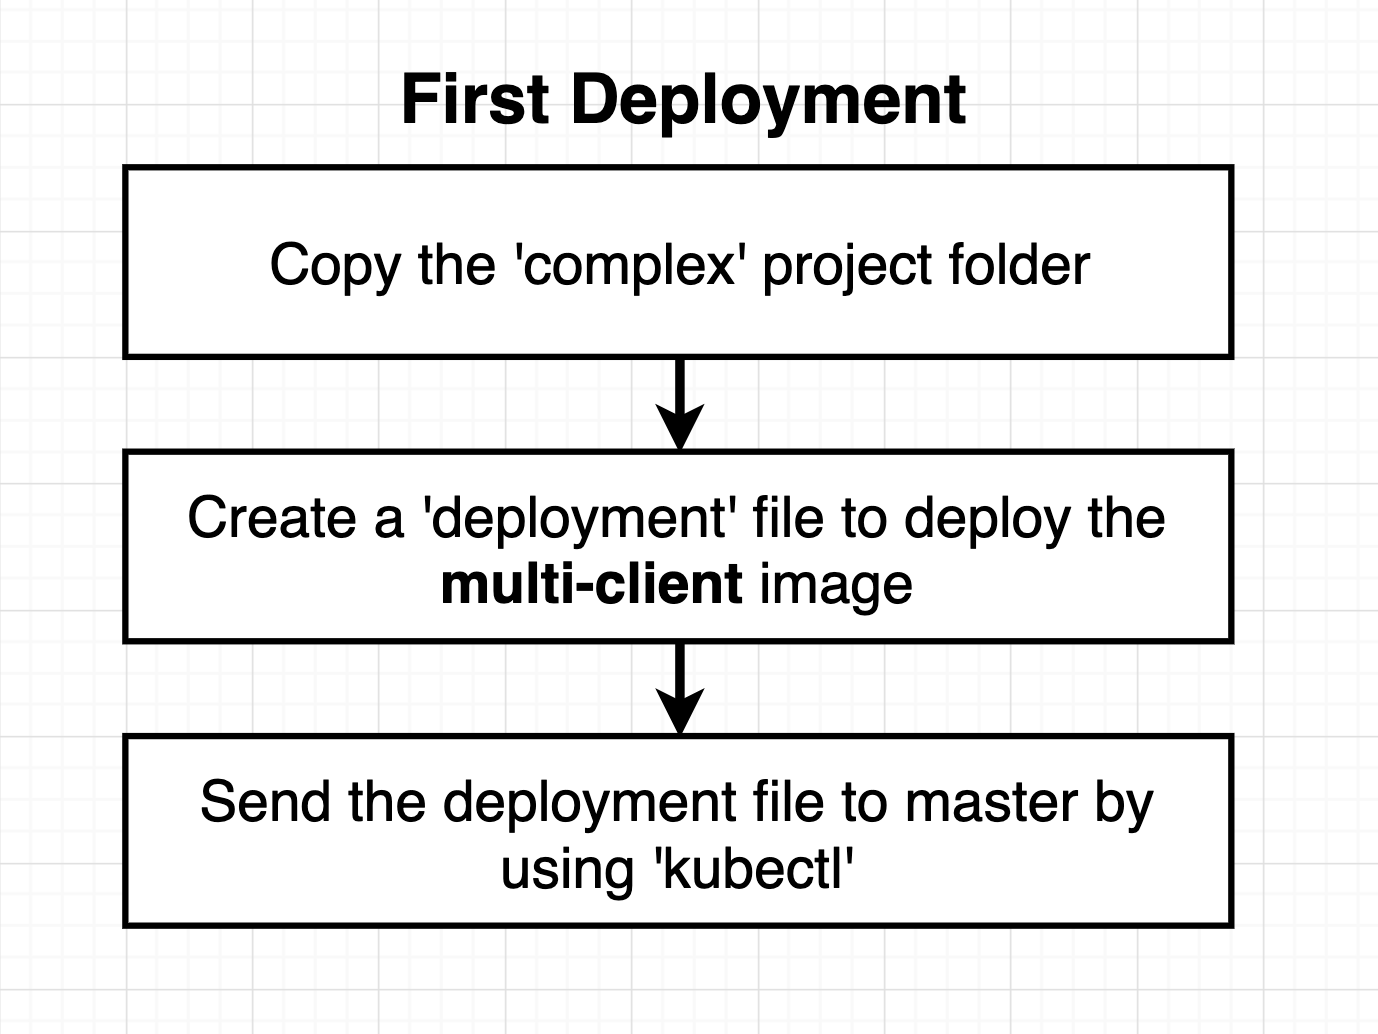 First Deployment
Copy the 'complex' project folder
Create a 'deployment' file to deploy the
multi-client image
Send the deployment file to master by
using 'kubectl'